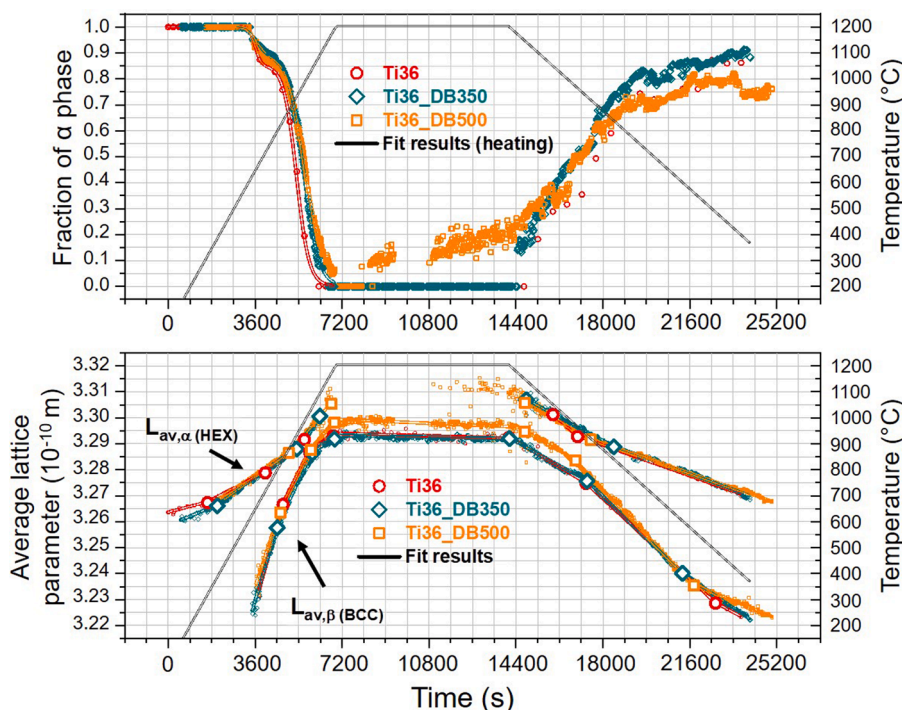 1.0
0.9
0.8
0.7
0.6
0.5
0.4
0.3
0.2
0.1
0.0
Fraction of α phase
Ti36
Ti36_DB350
Ti36_DB500
Fit results (heating)
1200
1100
1000
900
800
700
600
500
400
300
200
Temperature (°C)
0 3600 7200 10800 14400 18000 21600 25200
3.32
3.31
3.30
3.29
3.28
3.27
3.26
3.25
3.24
3.23
3.22
Average lattice
parameter (10⁻¹⁰ m)
Lav,α (HEX)
Ti36
Ti36_DB350
Ti36_DB500
Fit results
Lav,β (BCC)
1200
1100
1000
900
800
700
600
500
400
300
200
Temperature (°C)
0 3600 7200 10800 14400 18000 21600 25200
Time (s)